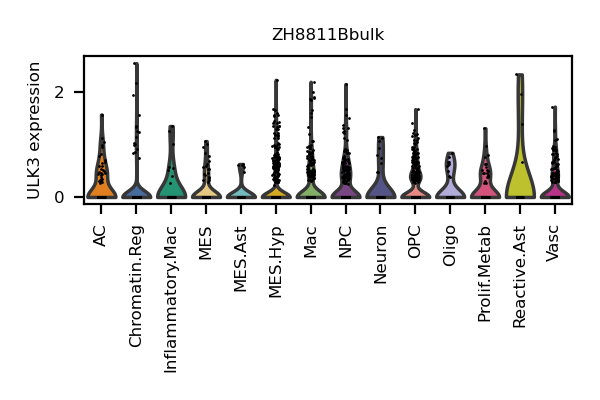 ZH8811Bbulk
ULK3 expression
2
0
AC
Chromatin.Reg
Inflammatory.Mac
MES
MES.Ast
MES.Hyp
Mac
NPC
Neuron
OPC
Oligo
Prolif.Metab
Reactive.Ast
Vasc